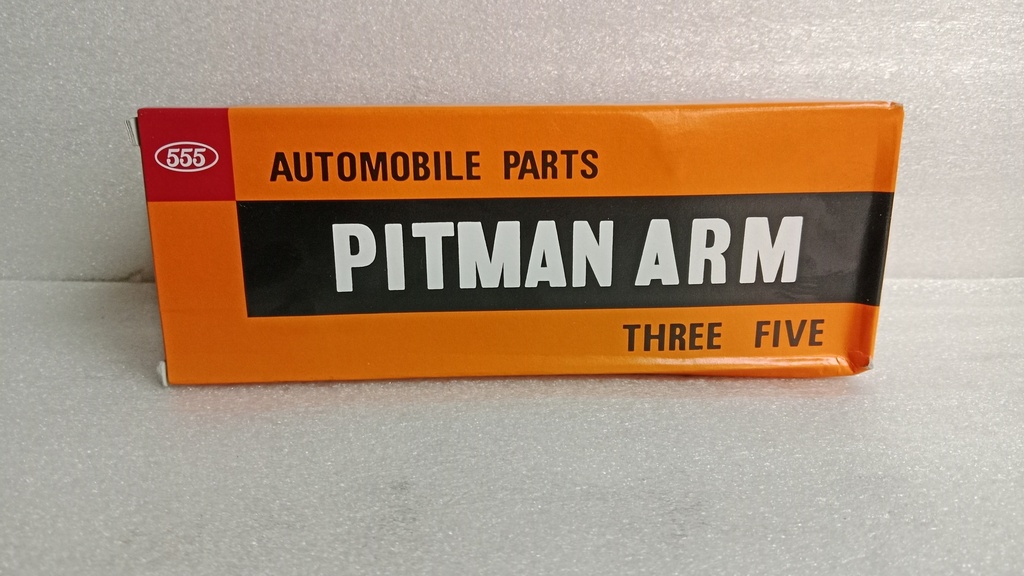 555
AUTOMOBILE PARTS
PITMAN ARM
THREE FIVE